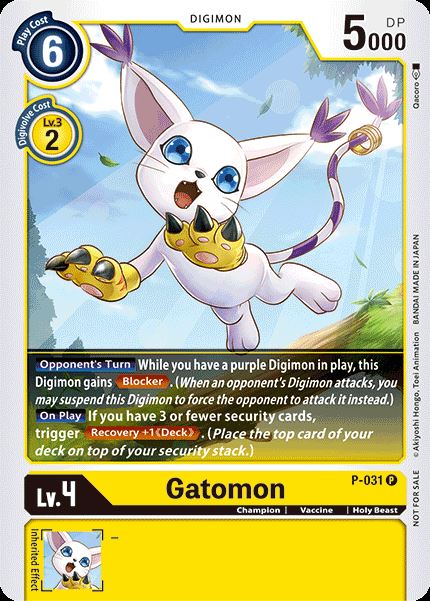 DIGIMON
Play Cost
6
5000
DP
Digivolve Cost
Lv.3
2
Qacoro
Opponent's Turn While you have a purple Digimon in play, this
Digimon gains Blocker. (When an opponent's Digimon attacks, you
may suspend this Digimon to force the opponent to attack it instead.)
On Play If you have 3 or fewer security cards,
trigger Recovery +1《Deck》. (Place the top card of your
deck on top of your security stack.)
©Akiyoshi Hongo, Toei Animation BANDAI MADE IN JAPAN
NOT FOR SALE
Lv.4
Gatomon
P-031 P
Champion | Vaccine | Holy Beast
Inherited Effect
–